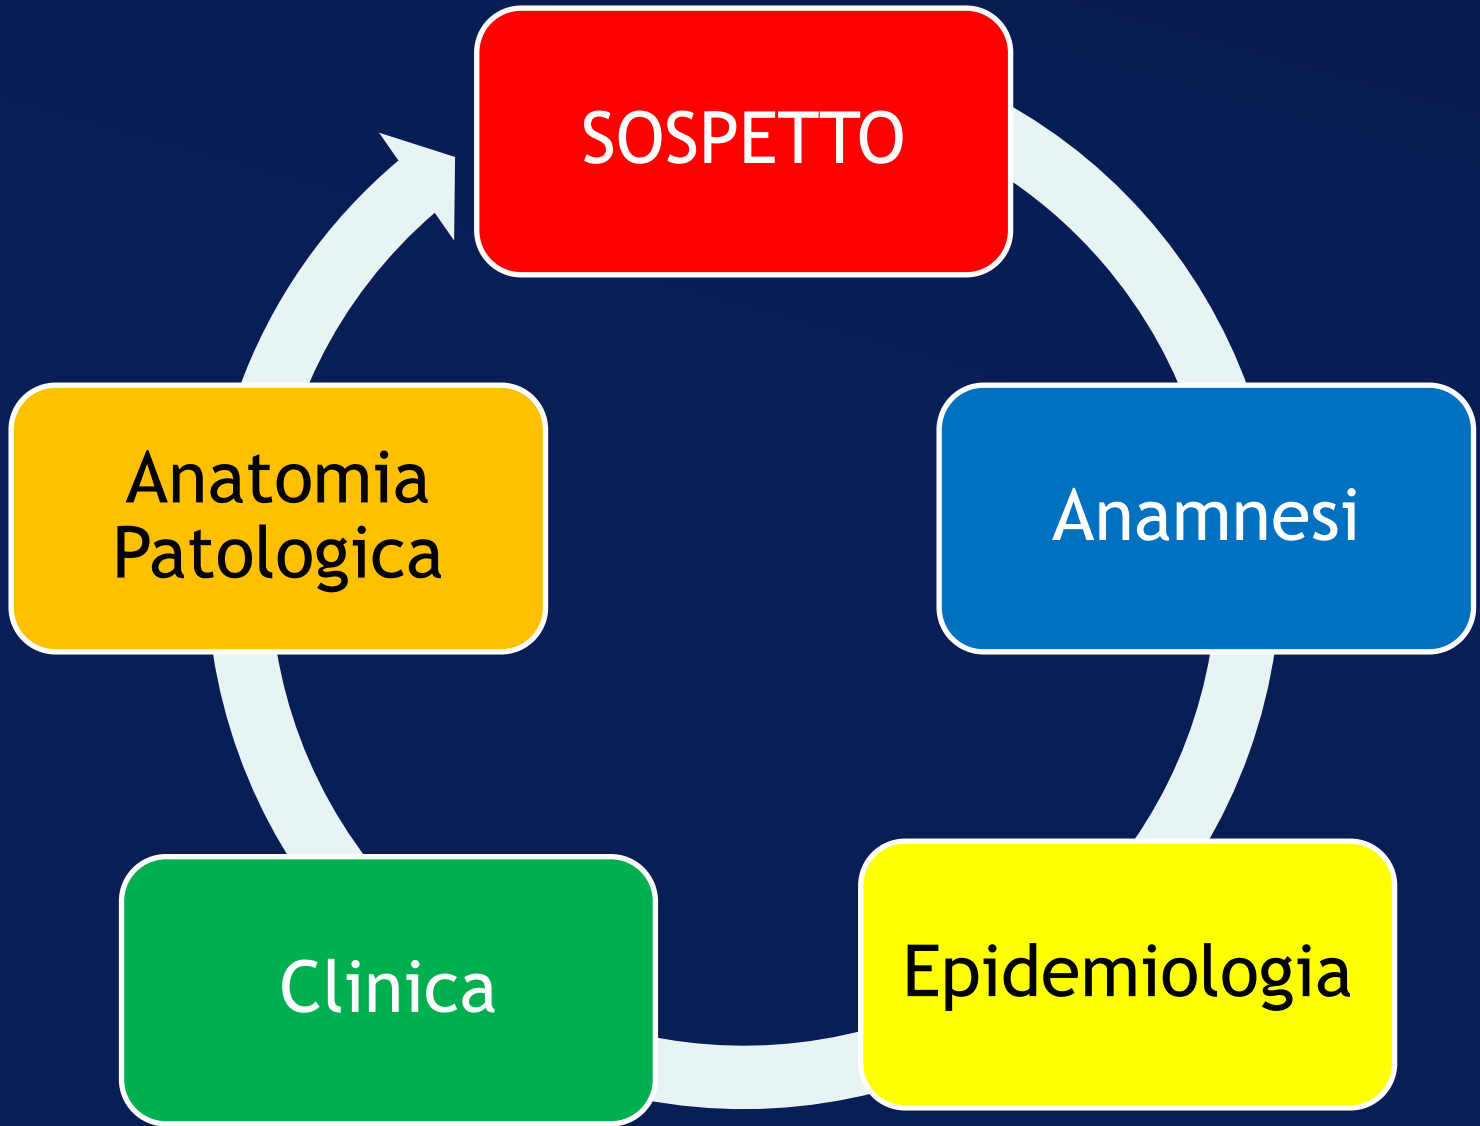 SOSPETTO
Anamnesi
Epidemiologia
Clinica
Anatomia
Patologica